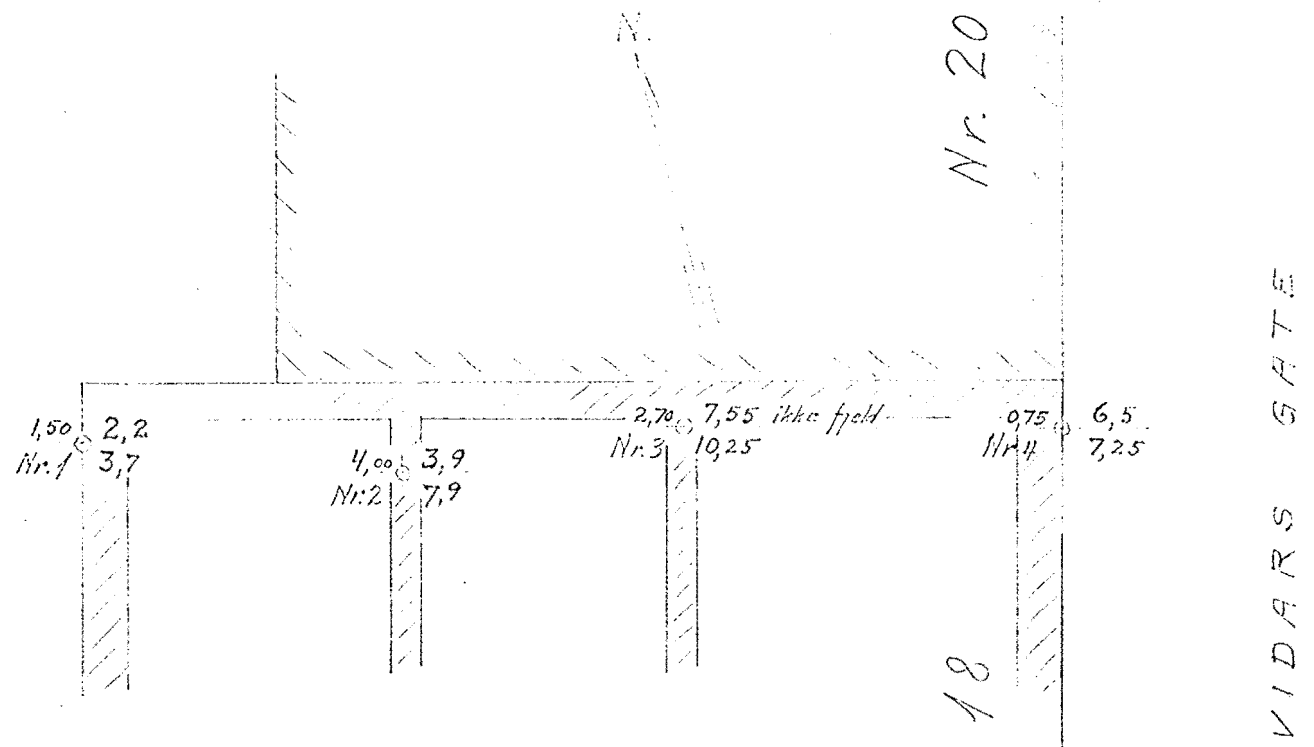 N.
Nr. 20
1,50 2,2
Nr. 1 3,7
4,00 3,9
Nr. 2 7,9
2,70 7,55 ikke fjeld
Nr. 3 10,25
0,75 6,5
Nr. 4 7,25
18
VIDARS GATE